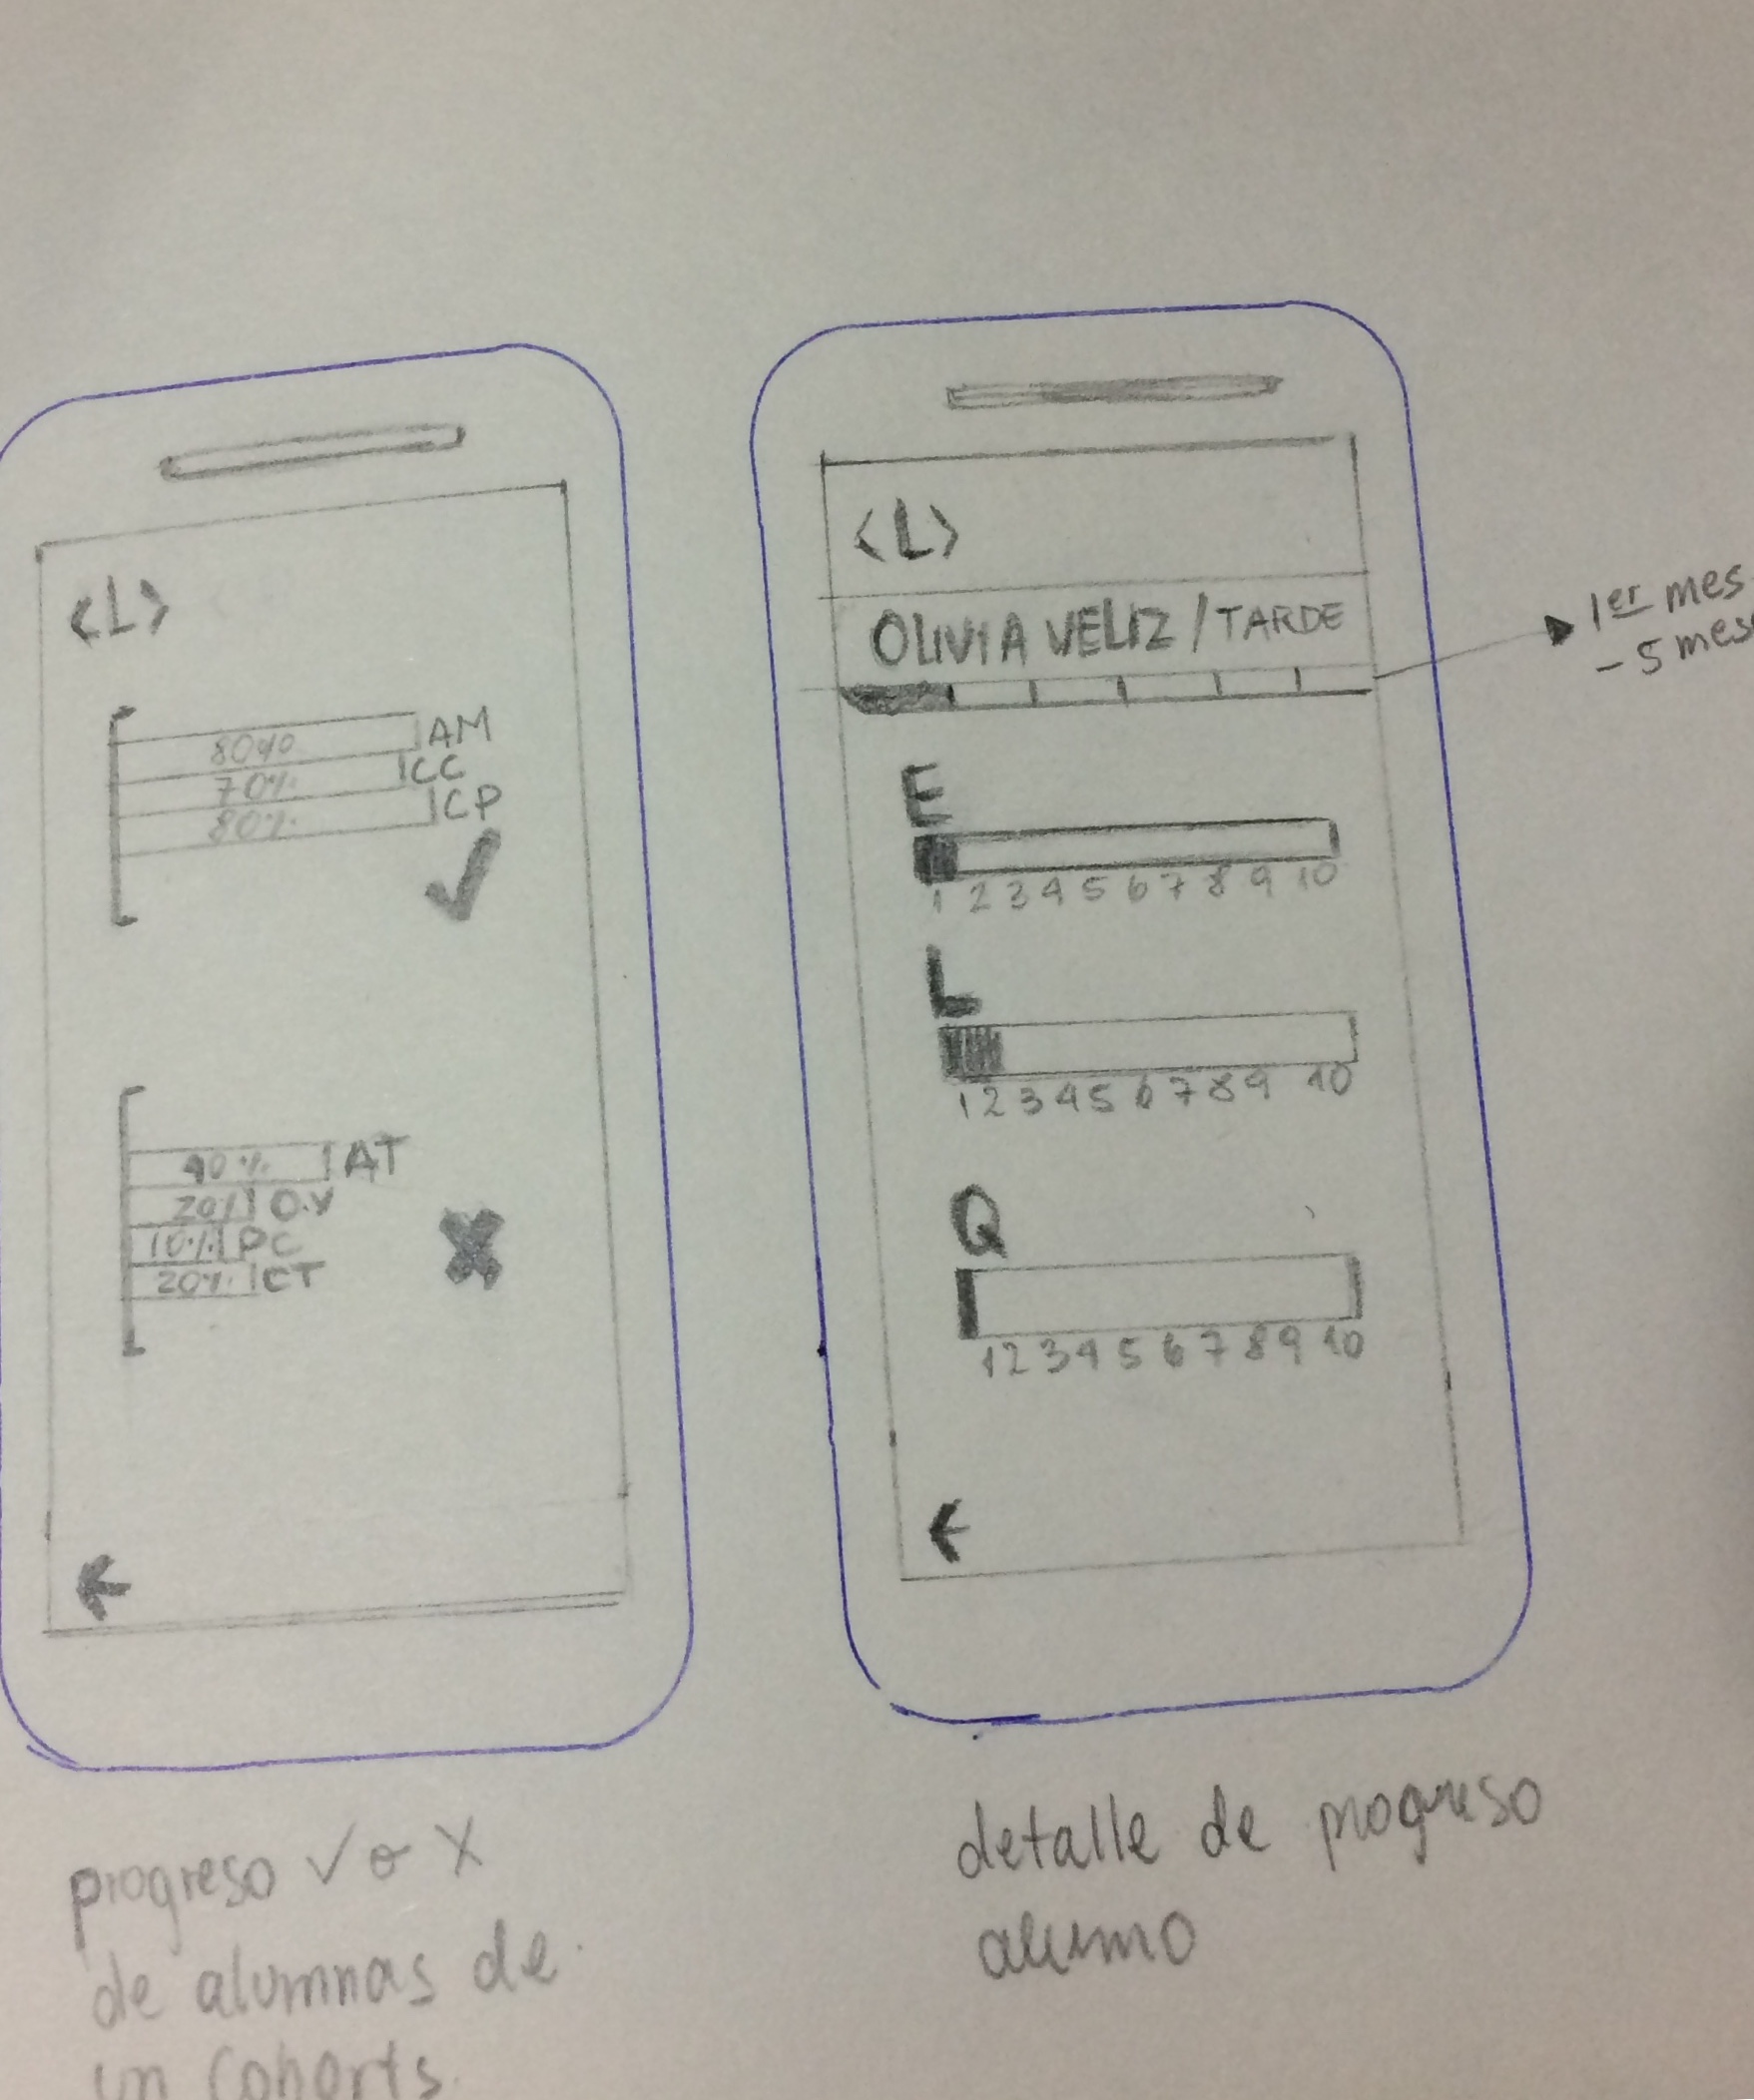 <L>
80% AM
70% CC
80% CP
✓
40% AT
20% O.Y
10% PC
20% CT
X
←
progreso ✓ o X
de alumnas de
un Cohorts.
<L>
OLIVIA VELIZ / TARDE
1er mes
- 5 mes
E
1 2 3 4 5 6 7 8 9 10
L
1 2 3 4 5 6 7 8 9 10
Q
1 2 3 4 5 6 7 8 9 10
←
detalle de progreso
alumno